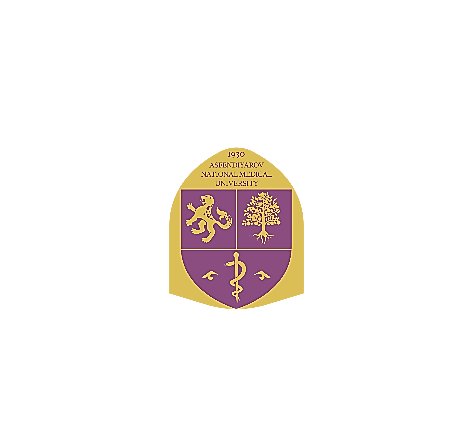 1930
ASFENDIYAROV
NATIONAL MEDICAL
UNIVERSITY